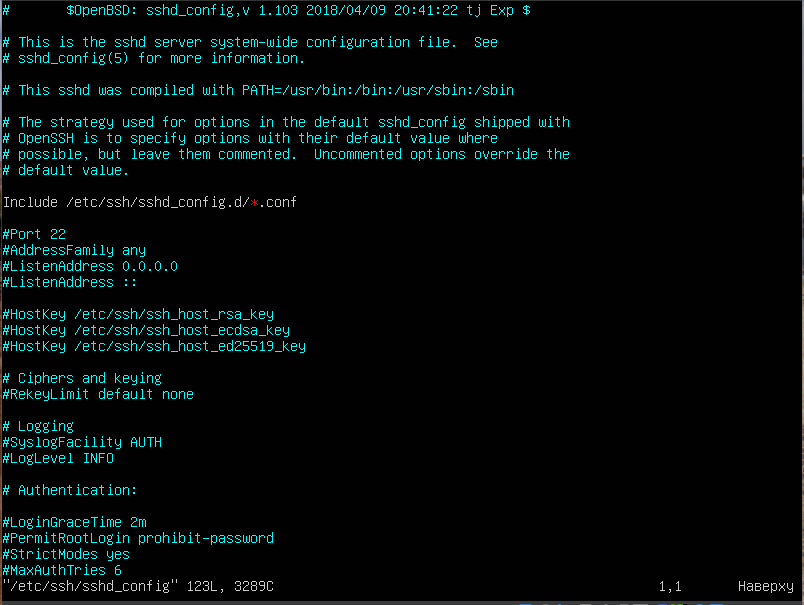 #       $OpenBSD: sshd_config,v 1.103 2018/04/09 20:41:22 tj Exp $
# This is the sshd server system-wide configuration file.  See
# sshd_config(5) for more information.
# This sshd was compiled with PATH=/usr/bin:/bin:/usr/sbin:/sbin
# The strategy used for options in the default sshd_config shipped with
# OpenSSH is to specify options with their default value where
# possible, but leave them commented.  Uncommented options override the
# default value.
Include /etc/ssh/sshd_config.d/*.conf
#Port 22
#AddressFamily any
#ListenAddress 0.0.0.0
#ListenAddress ::
#HostKey /etc/ssh/ssh_host_rsa_key
#HostKey /etc/ssh/ssh_host_ecdsa_key
#HostKey /etc/ssh/ssh_host_ed25519_key
# Ciphers and keying
#RekeyLimit default none
# Logging
#SyslogFacility AUTH
#LogLevel INFO
# Authentication:
#LoginGraceTime 2m
#PermitRootLogin prohibit-password
#StrictModes yes
#MaxAuthTries 6
"/etc/ssh/sshd_config" 123L, 3289C 1,1 Наверху